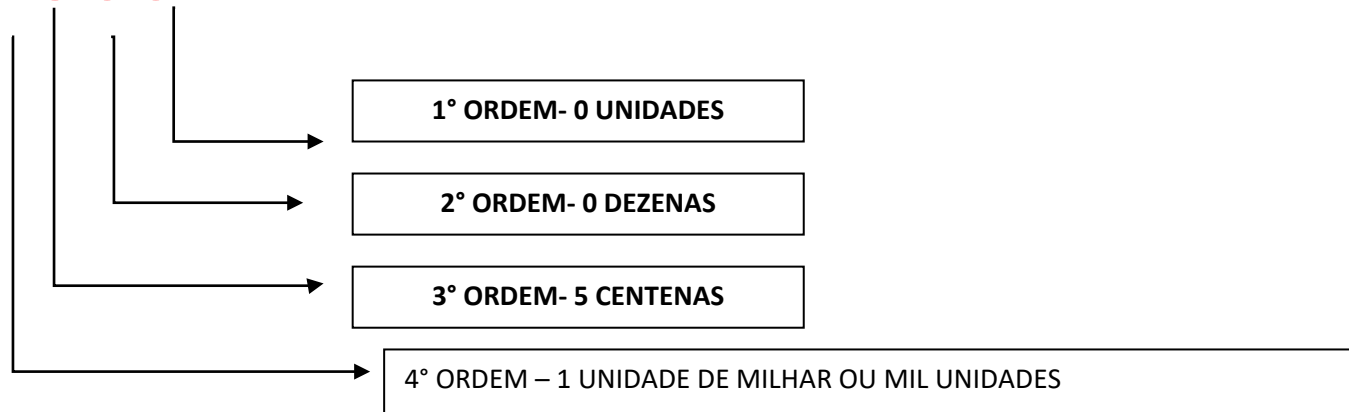 1° ORDEM- 0 UNIDADES
2° ORDEM- 0 DEZENAS
3° ORDEM- 5 CENTENAS
4° ORDEM – 1 UNIDADE DE MILHAR OU MIL UNIDADES